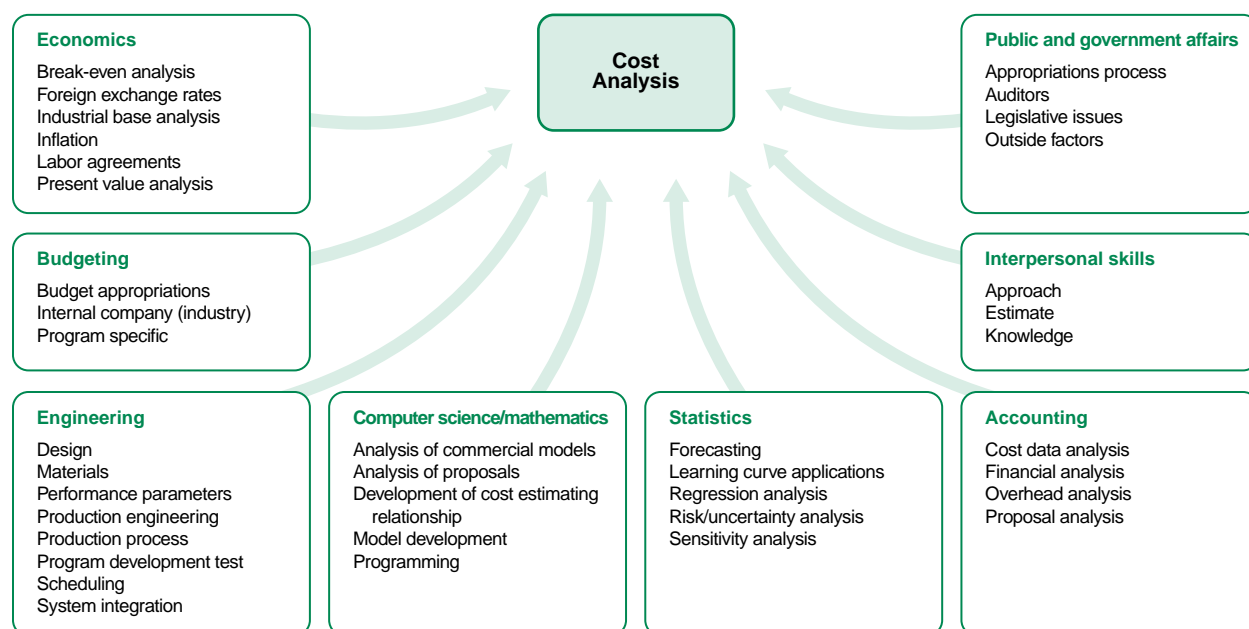 Economics
Break-even analysis
Foreign exchange rates
Industrial base analysis
Inflation
Labor agreements
Present value analysis
Cost
Analysis
Public and government affairs
Appropriations process
Auditors
Legislative issues
Outside factors
Budgeting
Budget appropriations
Internal company (industry)
Program specific
Interpersonal skills
Approach
Estimate
Knowledge
Engineering
Design
Materials
Performance parameters
Production engineering
Production process
Program development test
Scheduling
System integration
Computer science/mathematics
Analysis of commercial models
Analysis of proposals
Development of cost estimating
relationship
Model development
Programming
Statistics
Forecasting
Learning curve applications
Regression analysis
Risk/uncertainty analysis
Sensitivity analysis
Accounting
Cost data analysis
Financial analysis
Overhead analysis
Proposal analysis